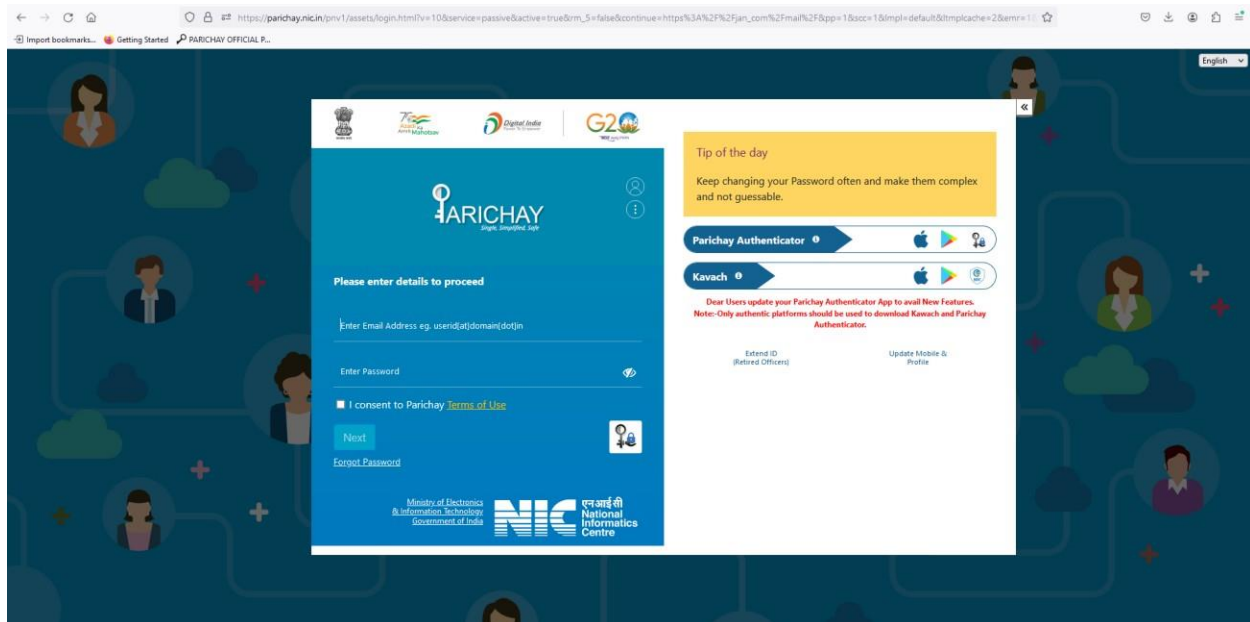 https://parichay.nic.in/pnv1/assets/login.html?v=10&service=passive&active=true&rm_5=false&continue=https%3A%2F%2Fjan_com%2Fmail%2F&pp=1&scc=1&impl=default&ltmplcache=2&emr=1
Import bookmarks... Getting Started PARICHAY OFFICIAL P...
English
Digital India
G20
Tip of the day
Keep changing your Password often and make them complex
and not guessable.
PARICHAY
Single, Simplified, Safe
Parichay Authenticator
Kavach
Dear Users update your Parichay Authenticator App to avail New Features.
Note:-Only authentic platforms should be used to download Kawach and Parichay
Authenticator.
Extend ID
(Retired Officers)
Update Mobile &
Profile
Please enter details to proceed
Enter Email Address eg. userid[at]domain[dot]in
Enter Password
I consent to Parichay Terms of Use
Next
Forgot Password
Ministry of Electronics
& Information Technology
Government of India
NIC
एनआईसी
National
Informatics
Centre